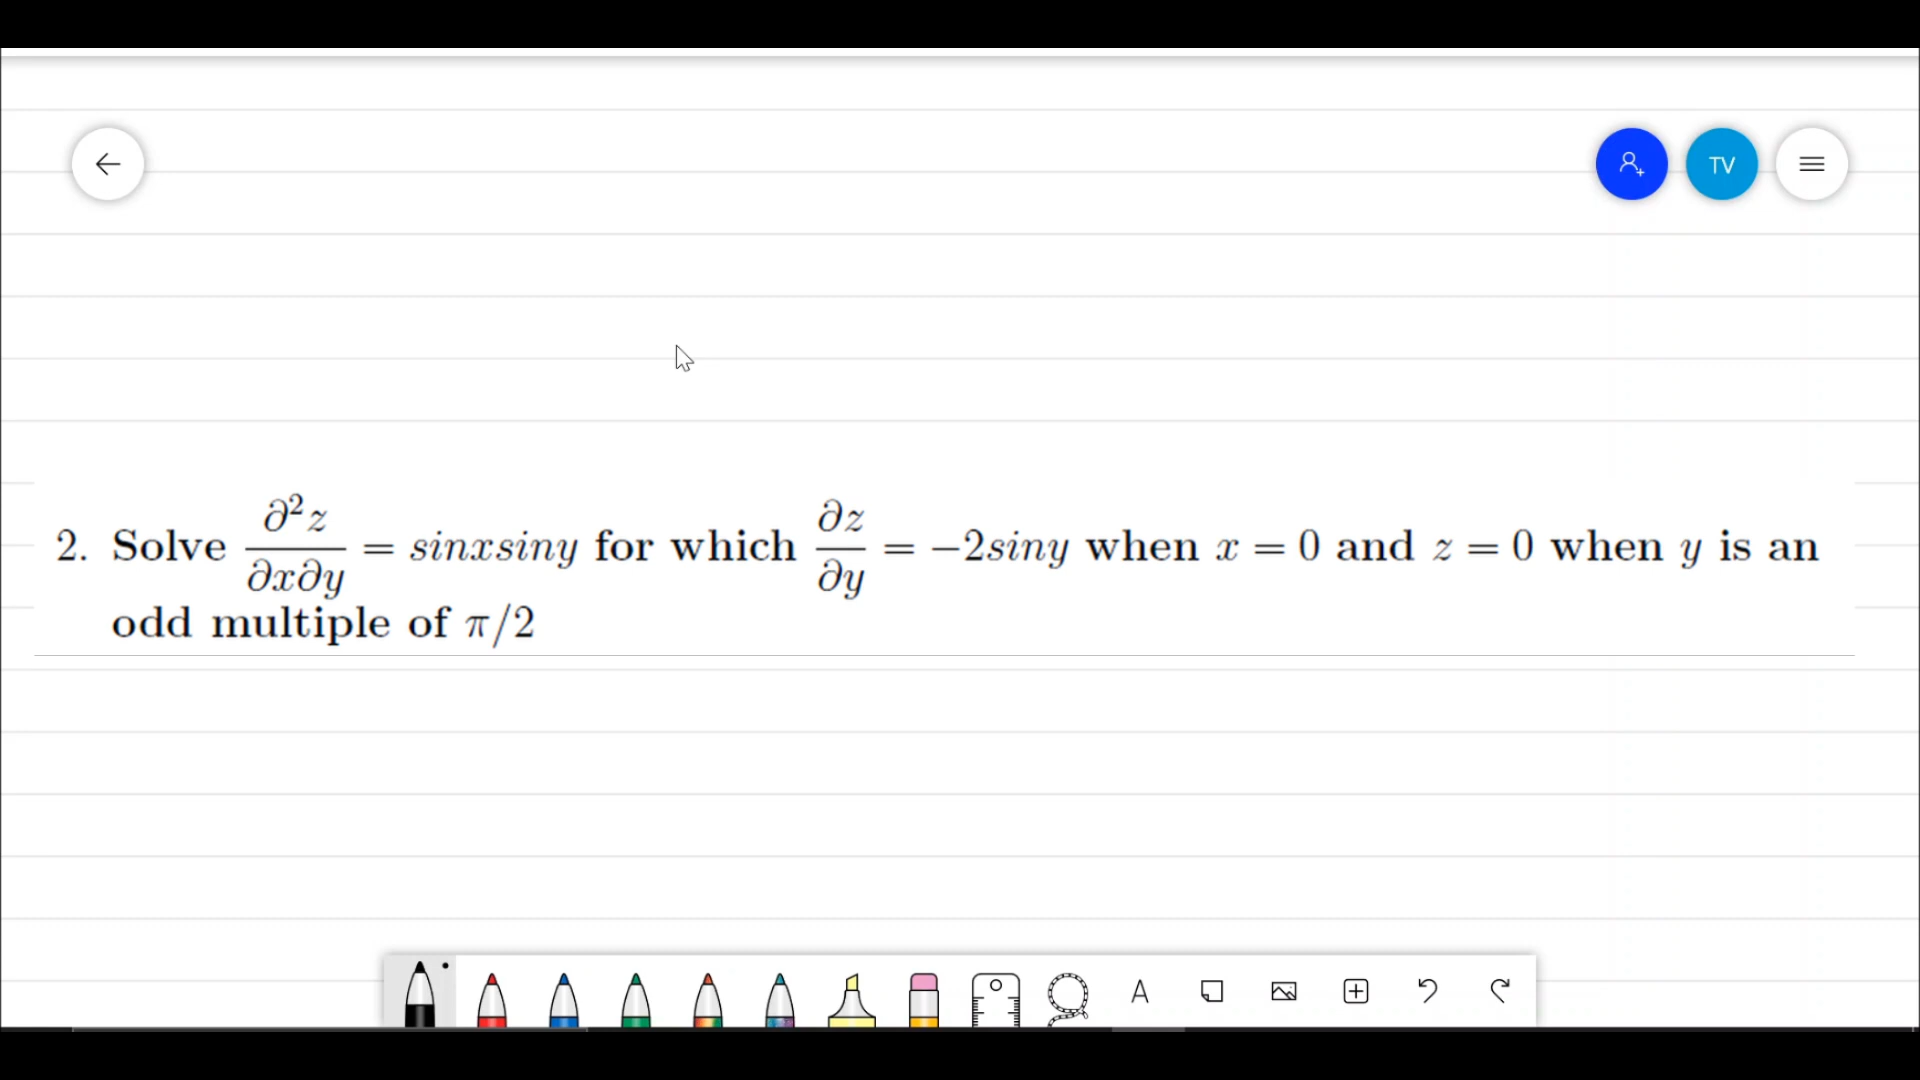 TV
2. Solve ∂²z/∂x∂y = sinxsiny for which ∂z/∂y = −2siny when x = 0 and z = 0 when y is an
odd multiple of π/2
A